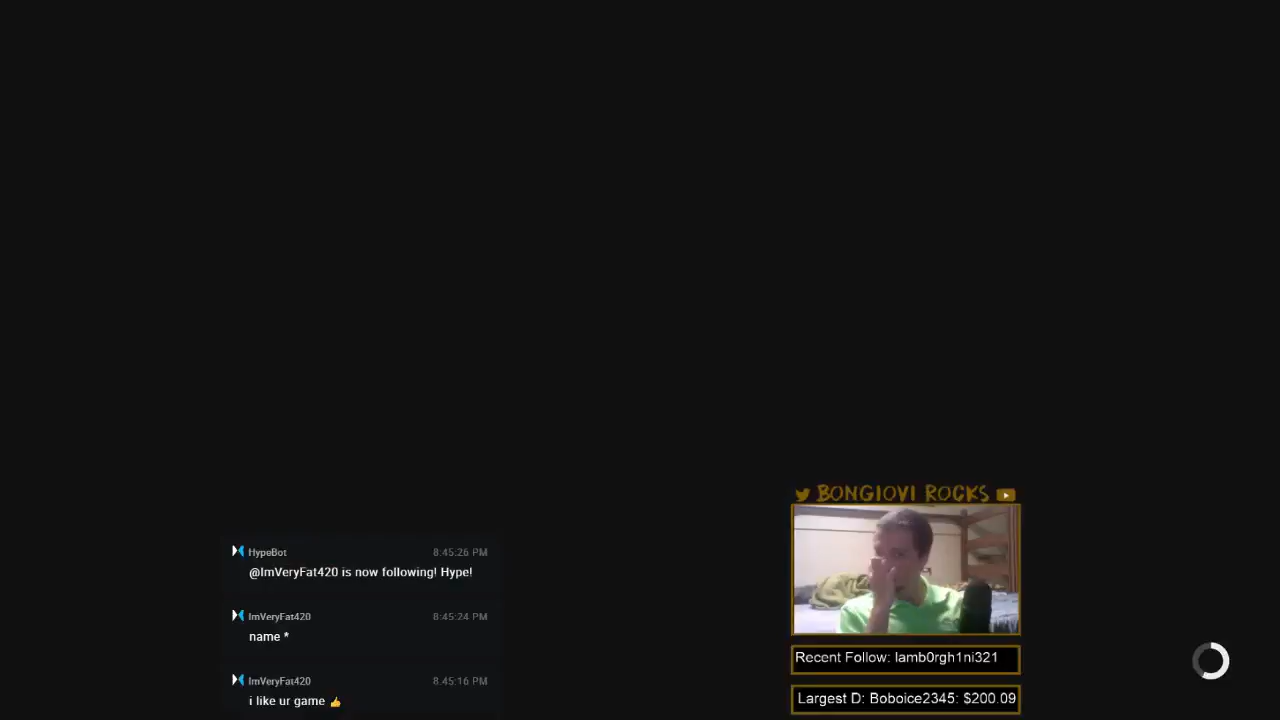 BONGIOVI ROCKS
HypeBot 8:45:26 PM
@ImVeryFat420 is now following! Hype!
ImVeryFat420 8:45:24 PM
name *
ImVeryFat420 8:45:16 PM
i like ur game 👍
Recent Follow: lamb0rgh1ni321
Largest D: Boboice2345: $200.09